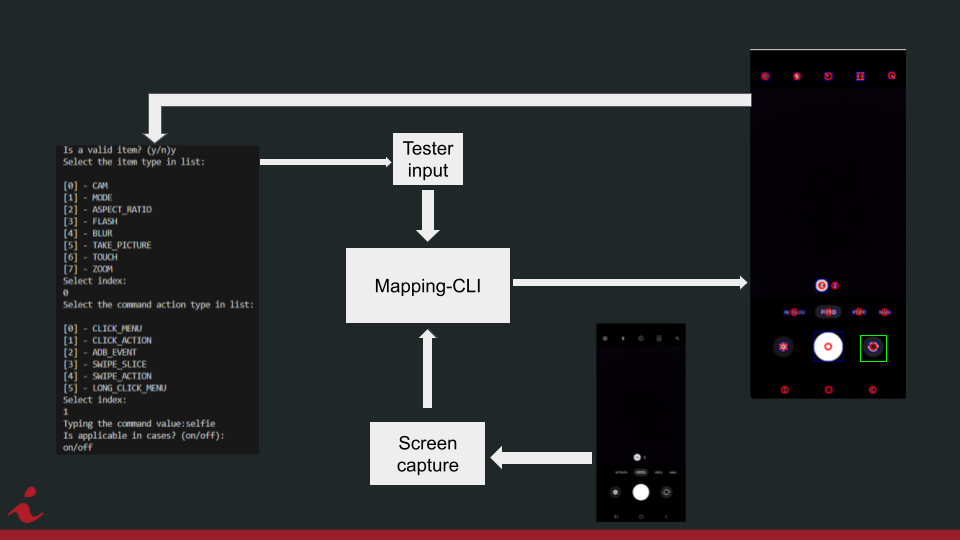 Is a valid item? (y/n)y
Select the item type in list:
[0] - CAM
[1] - MODE
[2] - ASPECT_RATIO
[3] - FLASH
[4] - BLUR
[5] - TAKE_PICTURE
[6] - TOUCH
[7] - ZOOM
Select index:
0
Select the command action type in list:
[0] - CLICK_MENU
[1] - CLICK_ACTION
[2] - ADB_EVENT
[3] - SWIPE_SLICE
[4] - SWIPE_ACTION
[5] - LONG_CLICK_MENU
Select index:
1
Typing the command value:selfie
Is applicable in cases? (on/off):
on/off
Tester
input
Mapping-CLI
Screen
capture